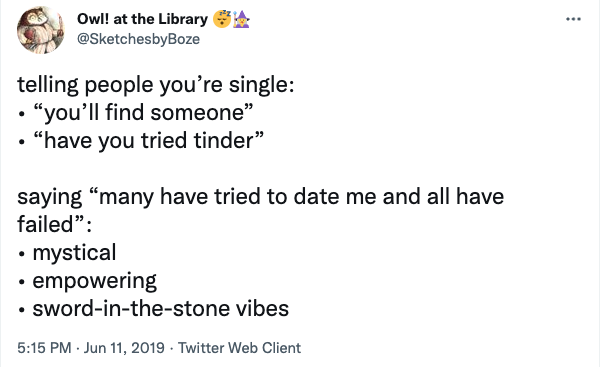 Owl! at the Library 😴🧙‍♀️
@SketchesbyBoze
telling people you’re single:
• “you’ll find someone”
• “have you tried tinder”
saying “many have tried to date me and all have
failed”:
• mystical
• empowering
• sword-in-the-stone vibes
5:15 PM · Jun 11, 2019 · Twitter Web Client